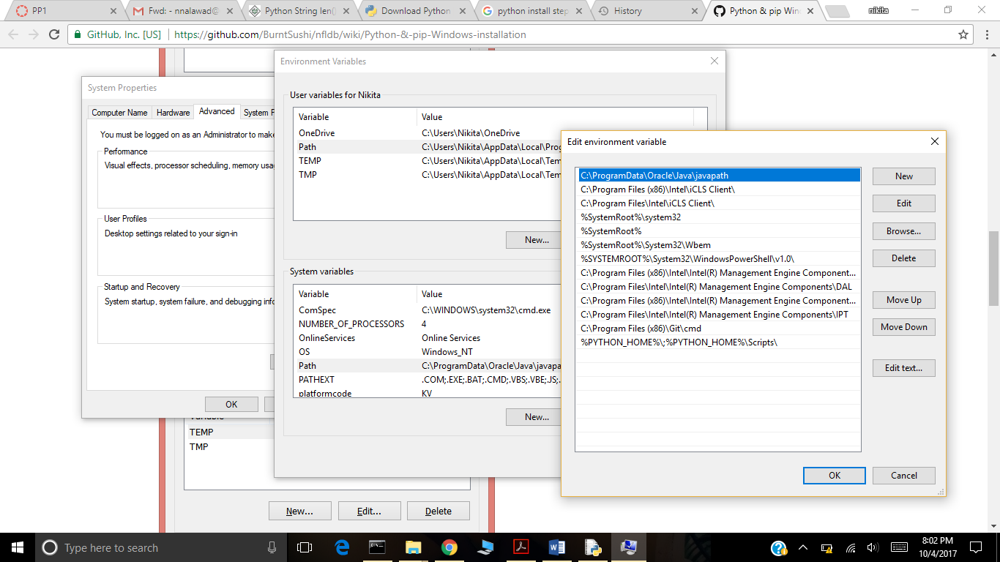 PP1
Fwd: - nnalawad@
Python String len()
Download Python
python install step
History
Python & pip Win
nikita
GitHub, Inc. [US]
https://github.com/BurntSushi/nfldb/wiki/Python-&-pip-Windows-installation
System Properties
Computer Name
Hardware
Advanced
System P
You must be logged on as an Administrator to make
Performance
Visual effects, processor scheduling, memory usag
User Profiles
Desktop settings related to your sign-in
Startup and Recovery
System startup, system failure, and debugging info
OK
Environment Variables
User variables for Nikita
Variable Value
OneDrive C:\Users\Nikita\OneDrive
Path C:\Users\Nikita\AppData\Local\Prog
TEMP C:\Users\Nikita\AppData\Local\Tem
TMP C:\Users\Nikita\AppData\Local\Tem
New...
System variables
Variable Value
ComSpec C:\WINDOWS\system32\cmd.exe
NUMBER_OF_PROCESSORS 4
OnlineServices Online Services
OS Windows_NT
Path C:\ProgramData\Oracle\Java\javapa
PATHEXT .COM;.EXE;.BAT;.CMD;.VBS;.VBE;.JS;.
platformcode KV
New...
Edit environment variable
C:\ProgramData\Oracle\Java\javapath
C:\Program Files (x86)\Intel\iCLS Client\
C:\Program Files\Intel\iCLS Client\
%SystemRoot%\system32
%SystemRoot%
%SystemRoot%\System32\Wbem
%SYSTEMROOT%\System32\WindowsPowerShell\v1.0\
C:\Program Files (x86)\Intel\Intel(R) Management Engine Component...
C:\Program Files\Intel\Intel(R) Management Engine Components\DAL
C:\Program Files (x86)\Intel\Intel(R) Management Engine Component...
C:\Program Files\Intel\Intel(R) Management Engine Components\IPT
C:\Program Files (x86)\Git\cmd
%PYTHON_HOME%\;%PYTHON_HOME%\Scripts\
New
Edit
Browse...
Delete
Move Up
Move Down
Edit text...
OK
Cancel
Variable
TEMP
TMP
New...
Edit...
Delete
Type here to search
8:02 PM
10/4/2017